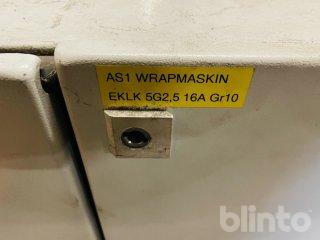 AS1 WRAPMASKIN
EKLK 5G2,5 16A Gr10
blinto